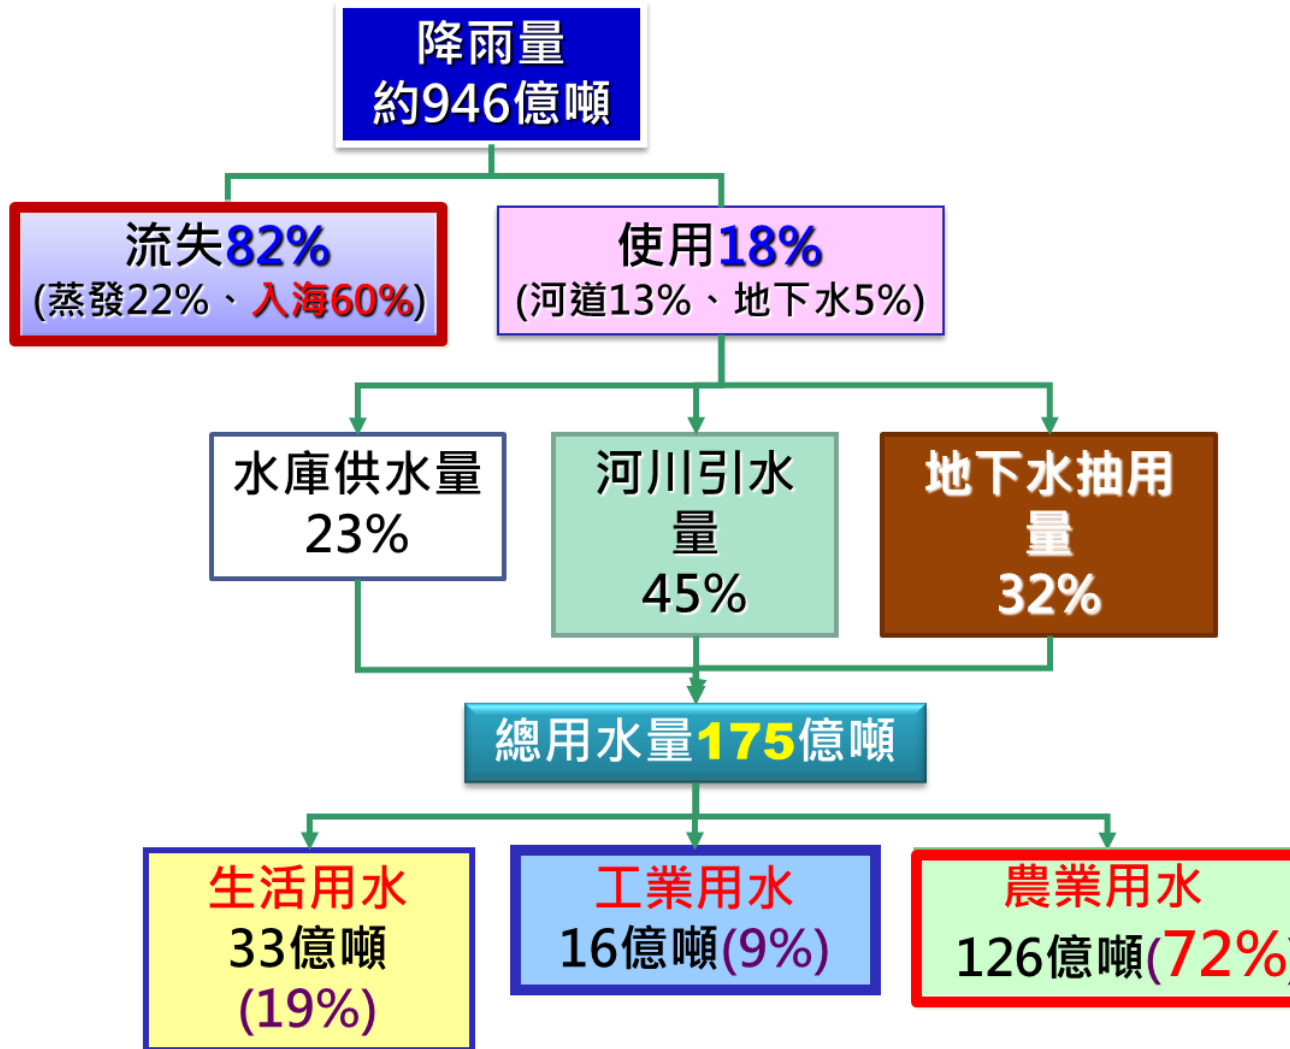 降雨量
約946億噸
流失82%
(蒸發22%、入海60%)
使用18%
(河道13%、地下水5%)
水庫供水量
23%
河川引水
量
45%
地下水抽用
量
32%
總用水量175億噸
生活用水
33億噸
(19%)
工業用水
16億噸(9%)
農業用水
126億噸(72%)